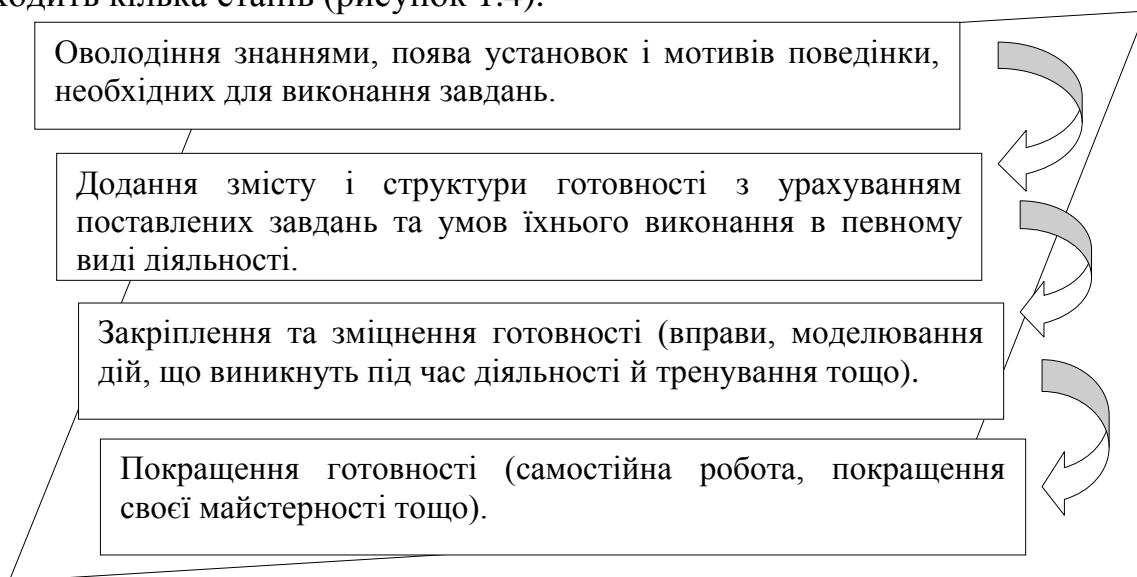 ходить кілька етапів (рисунок 1.4).
Оволодіння знаннями, поява установок і мотивів поведінки,
необхідних для виконання завдань.
Додання змісту і структури готовності з урахуванням
поставлених завдань та умов їхнього виконання в певному
виді діяльності.
Закріплення та зміцнення готовності (вправи, моделювання
дій, що виникнуть під час діяльності й тренування тощо).
Покращення готовності (самостійна робота, покращення
своєї майстерності тощо).